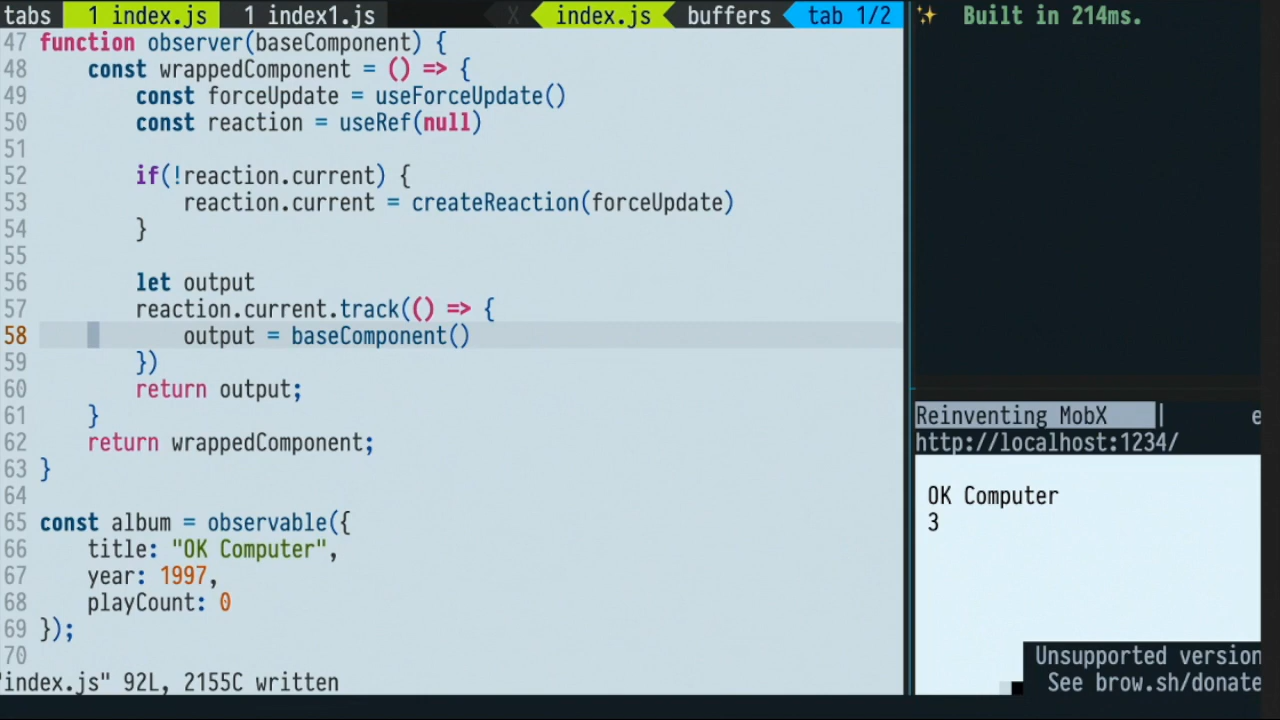 tabs 1 index.js 1 index1.js X index.js buffers tab 1/2
47 function observer(baseComponent) {
48     const wrappedComponent = () => {
49         const forceUpdate = useForceUpdate()
50         const reaction = useRef(null)
51
52         if(!reaction.current) {
53             reaction.current = createReaction(forceUpdate)
54         }
55
56         let output
57         reaction.current.track(() => {
58             output = baseComponent()
59         })
60         return output;
61     }
62     return wrappedComponent;
63 }
64
65 const album = observable({
66     title: "OK Computer",
67     year: 1997,
68     playCount: 0
69 });
70
"index.js" 92L, 2155C written
✨ Built in 214ms.
Reinventing MobX | e
http://localhost:1234/
OK Computer
3
Unsupported version
See brow.sh/donate